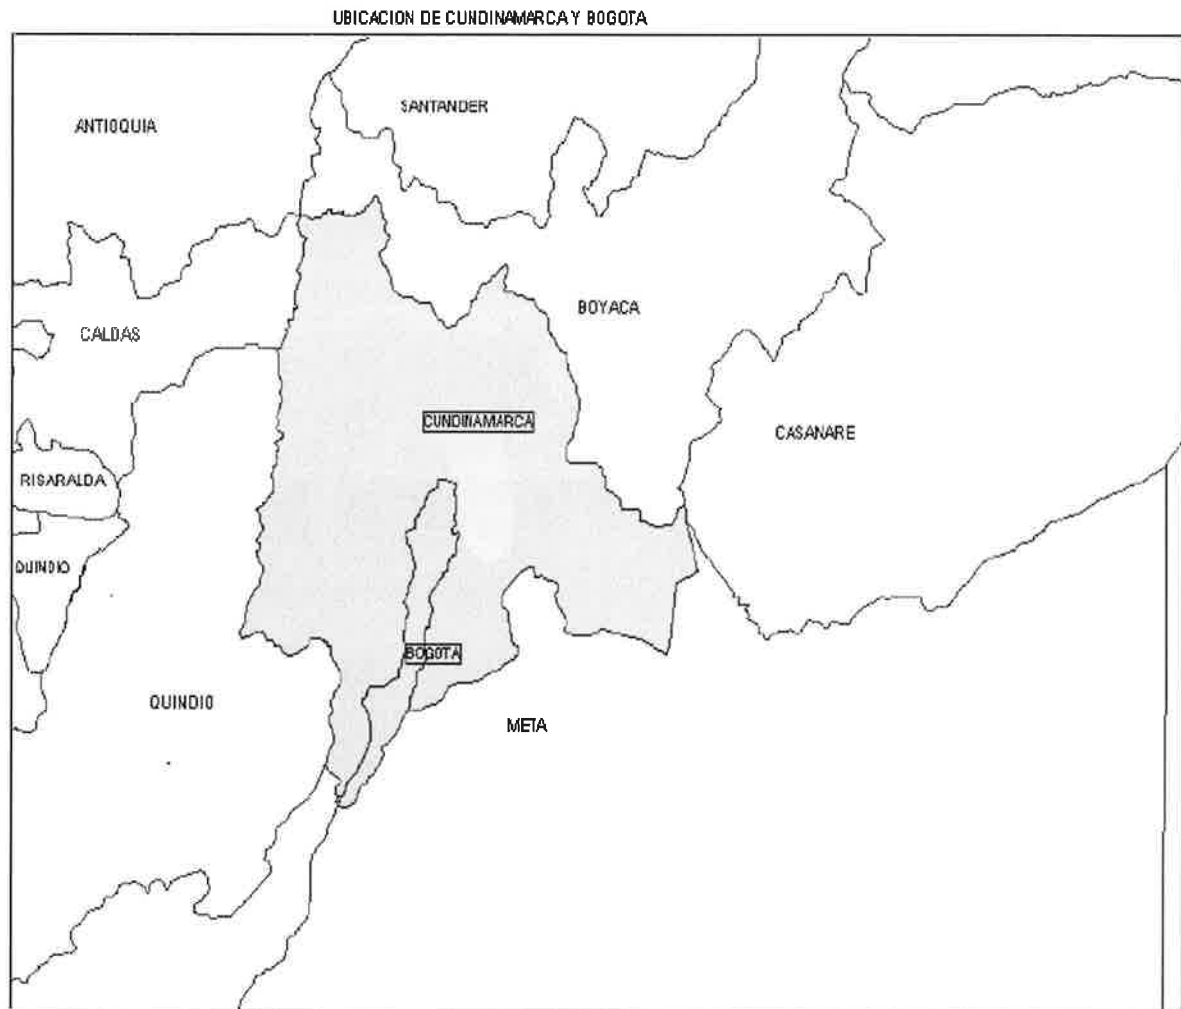 UBICACION DE CUNDINAMARCA Y BOGOTA
SANTANDER
ANTIOQUIA
BOYACA
CALDAS
CUNDINAMARCA
CASANARE
RISARALDA
QUINDIO
BOGOTA
QUINDIO
META